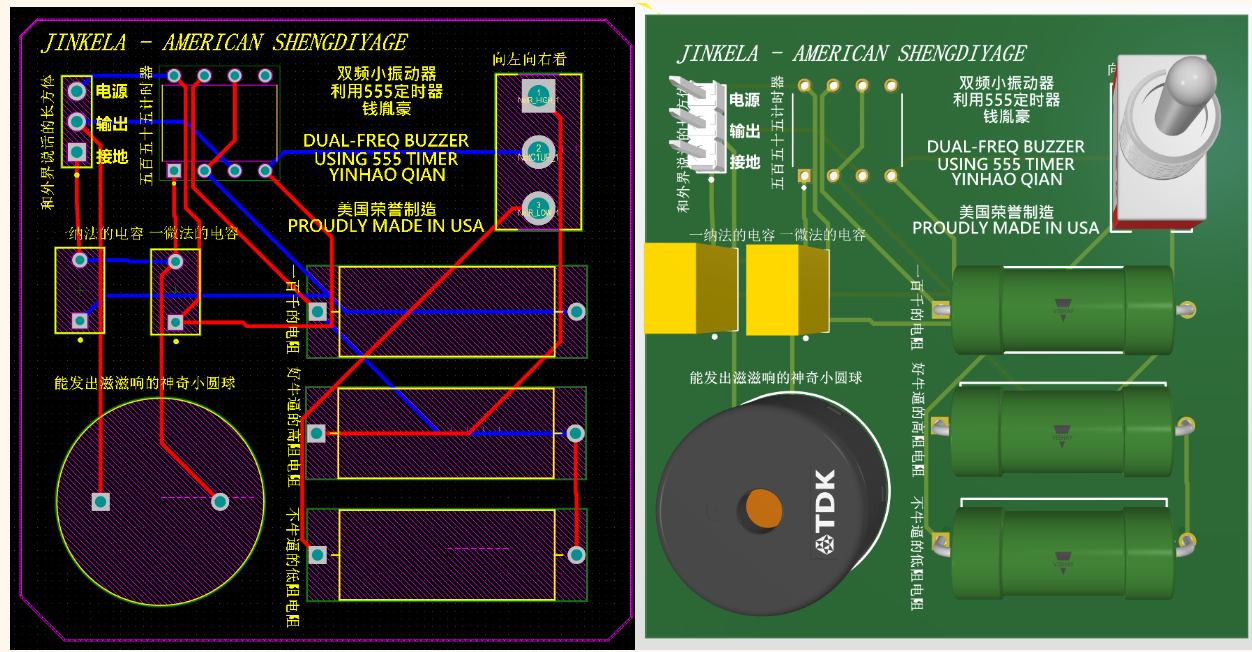 JINKELA - AMERICAN SHENGDIYAGE
向左向右看
和外界说话的长方体
电源
输出
接地
五百五十五计时器
双频小振动器
利用555定时器
钱胤豪
DUAL-FREQ BUZZER
USING 555 TIMER
YINHAO QIAN
美国荣誉制造
PROUDLY MADE IN USA
1
2
3
一纳法的电容
一微法的电容
一百千的电阻
能发出滋滋响的神奇小圆球
好牛逼的高阻电阻
不牛逼的低阻电阻
JINKELA - AMERICAN SHENGDIYAGE
向
和外界说话的长方体
电源
输出
接地
五百五十五计时器
双频小振动器
利用555定时器
钱胤豪
DUAL-FREQ BUZZER
USING 555 TIMER
YINHAO QIAN
美国荣誉制造
PROUDLY MADE IN USA
一纳法的电容
一微法的电容
一百千的电阻
能发出滋滋响的神奇小圆球
好牛逼的高阻电阻
不牛逼的低阻电阻
TDK
VISHAY
VISHAY
VISHAY